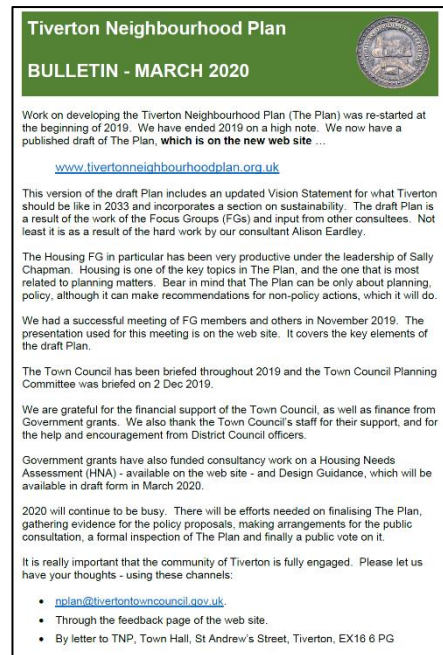 Tiverton Neighbourhood Plan
BULLETIN - MARCH 2020
Work on developing the Tiverton Neighbourhood Plan (The Plan) was re-started at
the beginning of 2019.  We have ended 2019 on a high note.  We now have a
published draft of The Plan, which is on the new web site …
www.tivertonneighbourhoodplan.org.uk
This version of the draft Plan includes an updated Vision Statement for what Tiverton
should be like in 2033 and incorporates a section on sustainability.  The draft Plan is
a result of the work of the Focus Groups (FGs) and input from other consultees.  Not
least it is as a result of the hard work by our consultant Alison Eardley.
The Housing FG in particular has been very productive under the leadership of Sally
Chapman.  Housing is one of the key topics in The Plan, and the one that is most
related to planning matters.  Bear in mind that The Plan can be only about planning,
policy, although it can make recommendations for non-policy actions, which it will do.
We had a successful meeting of FG members and others in November 2019.  The
presentation used for this meeting is on the web site.  It covers the key elements of
the draft Plan.
The Town Council has been briefed throughout 2019 and the Town Council Planning
Committee was briefed on 2 Dec 2019.
We are grateful for the financial support of the Town Council, as well as finance from
Government grants.  We also thank the Town Council's staff for their support, and for
the help and encouragement from District Council officers.
Government grants have also funded consultancy work on a Housing Needs
Assessment (HNA) - available on the web site - and Design Guidance, which will be
available in draft form in March 2020.
2020 will continue to be busy.  There will be efforts needed on finalising The Plan,
gathering evidence for the policy proposals, making arrangements for the public
consultation, a formal inspection of The Plan and finally a public vote on it.
It is really important that the community of Tiverton is fully engaged.  Please let us
have your thoughts - using these channels:
• nplan@tivertontowncouncil.gov.uk.
• Through the feedback page of the web site.
• By letter to TNP, Town Hall, St Andrew's Street, Tiverton, EX16 6 PG